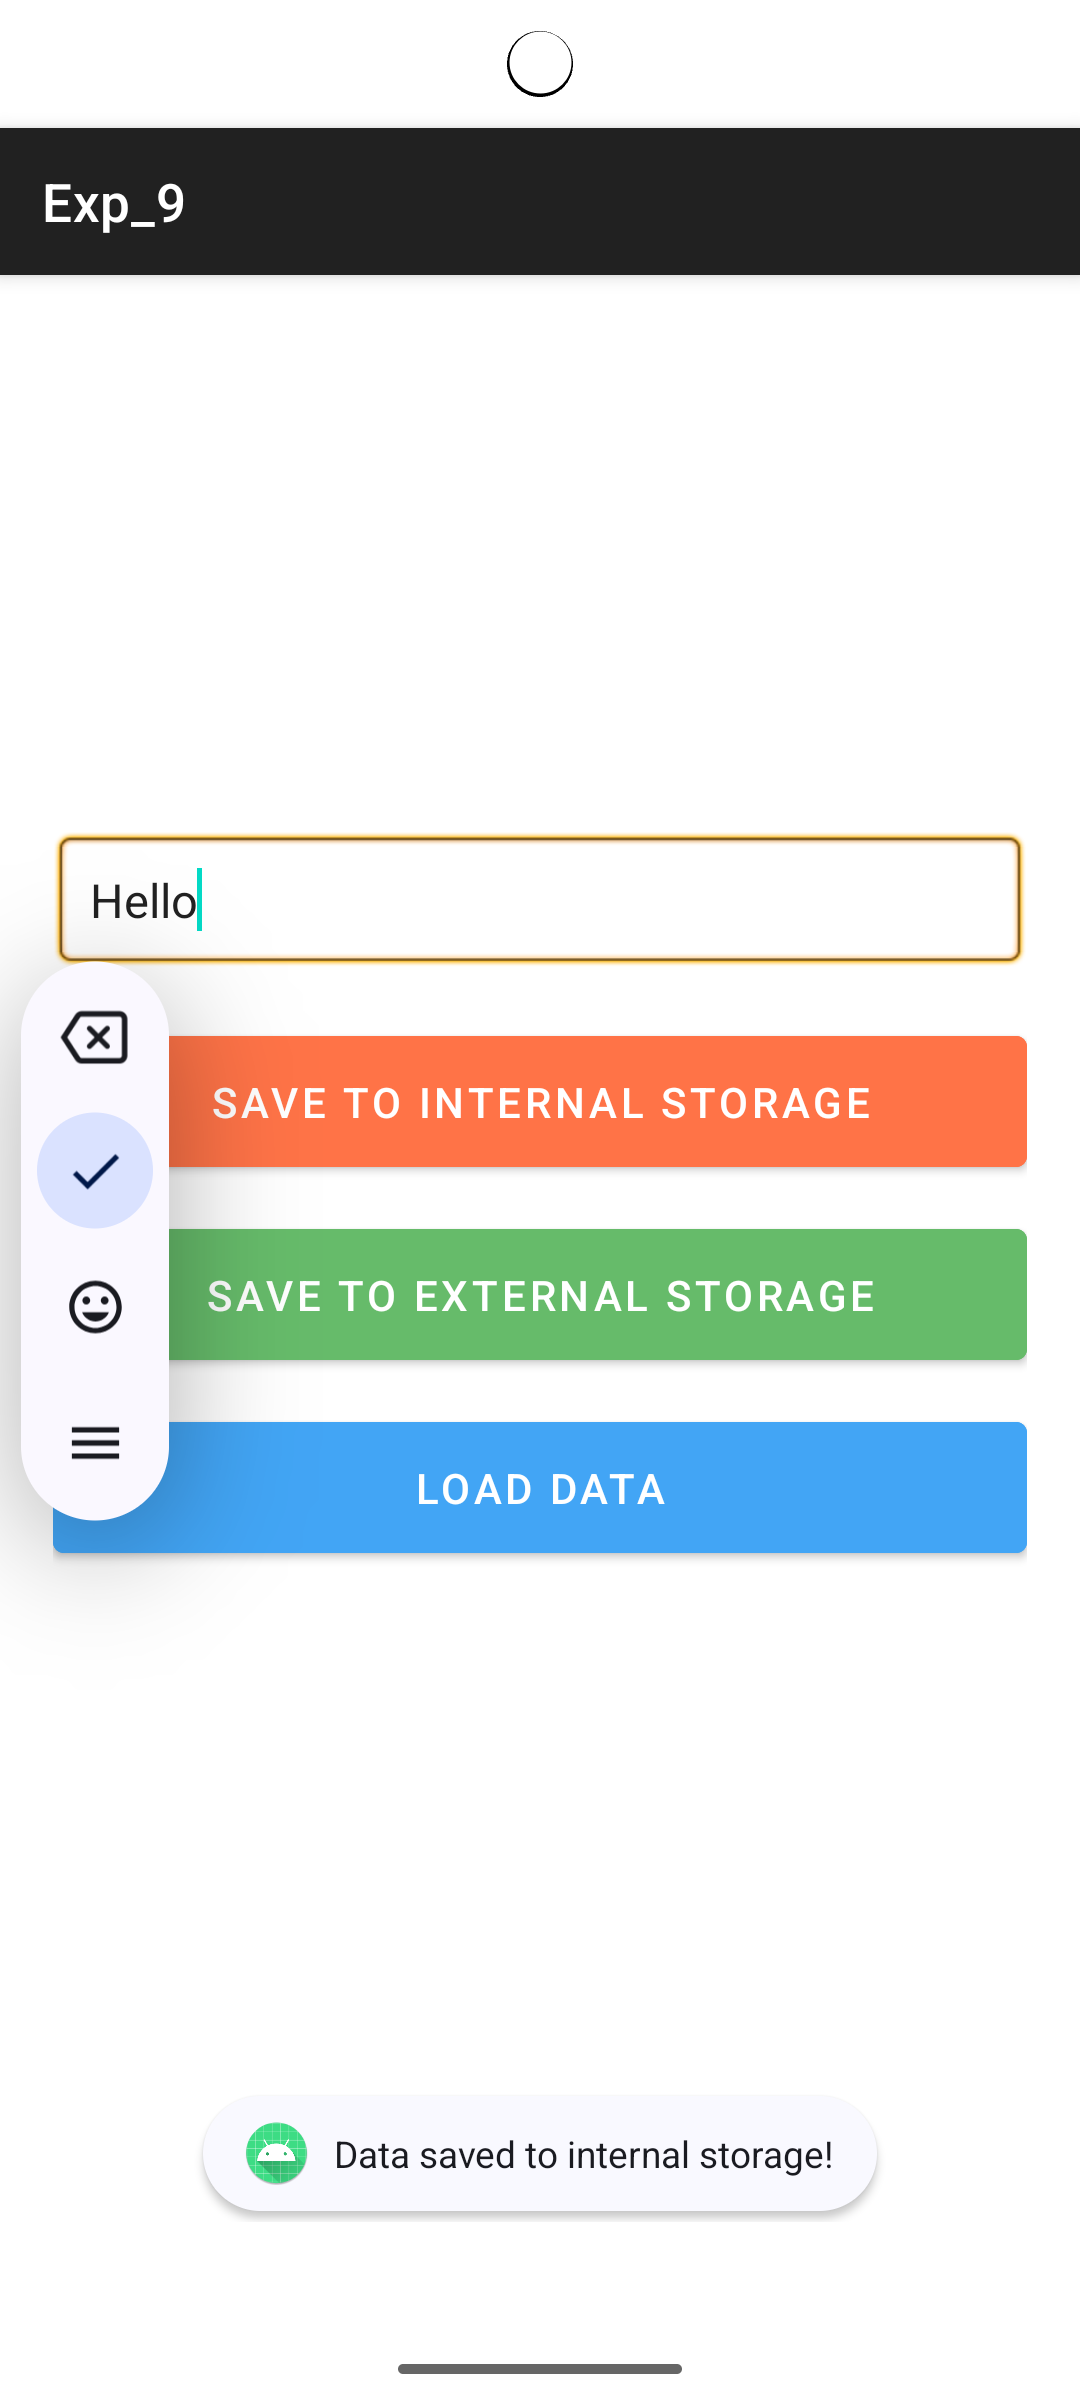 Exp_9
Hello
SAVE TO INTERNAL STORAGE
SAVE TO EXTERNAL STORAGE
LOAD DATA
Data saved to internal storage!